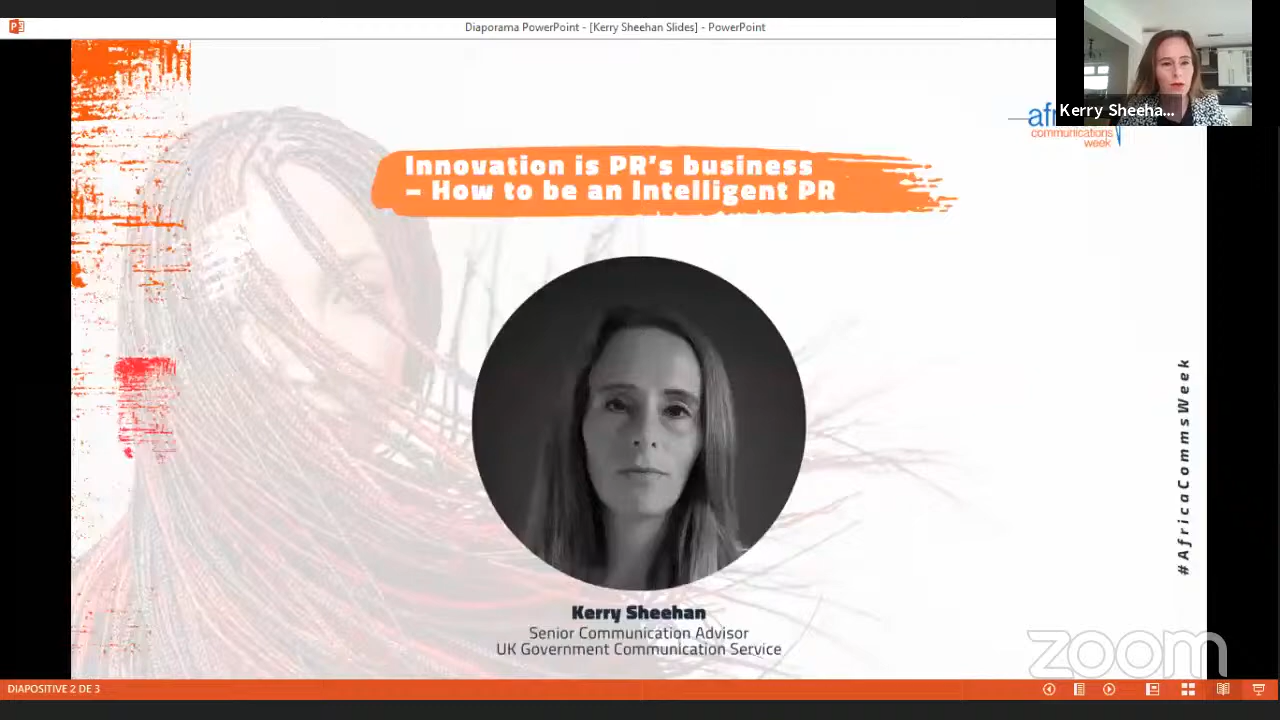 Diaporama PowerPoint - [Kerry Sheehan Slides] - PowerPoint
Kerry Sheeha...
afr
communications
week
Innovation is PR's business
– How to be an Intelligent PR
#AfricaCommsWeek
Kerry Sheehan
Senior Communication Advisor
UK Government Communication Service
zoom
DIAPOSITIVE 2 DE 3